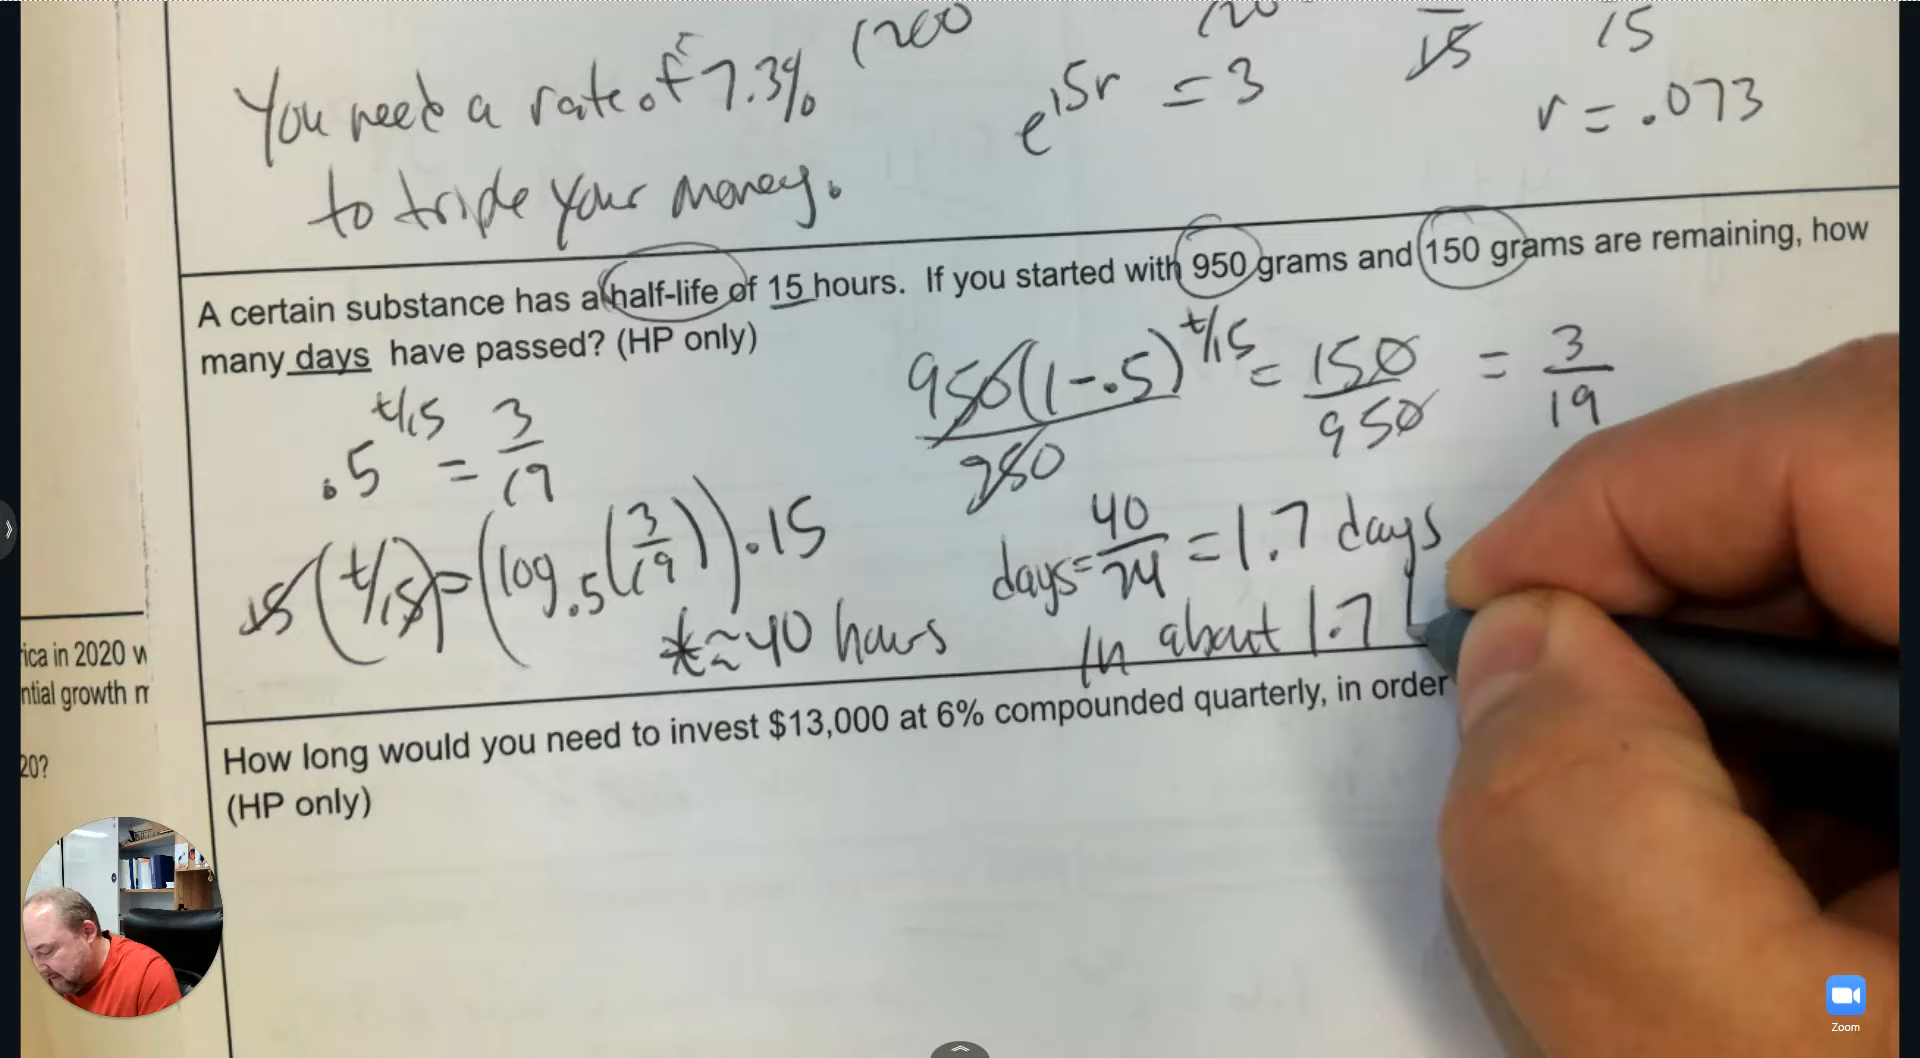 1200
You need a rate of 7.3%
to triple your money.
e^15r = 3
15
15
r = .073
A certain substance has a half-life of 15 hours. If you started with 950 grams and 150 grams are remaining, how
many days have passed? (HP only)
950(1-.5)^t/15 = 150 = 3
950 950 19
.5^t/15 = 3/19
15(t/15) = (log.5(3/19)).15
t≈40 hours
days = 40/24 = 1.7 days
In about 1.7
How long would you need to invest $13,000 at 6% compounded quarterly, in order
(HP only)
rica in 2020 w
ntial growth m
20?
Zoom